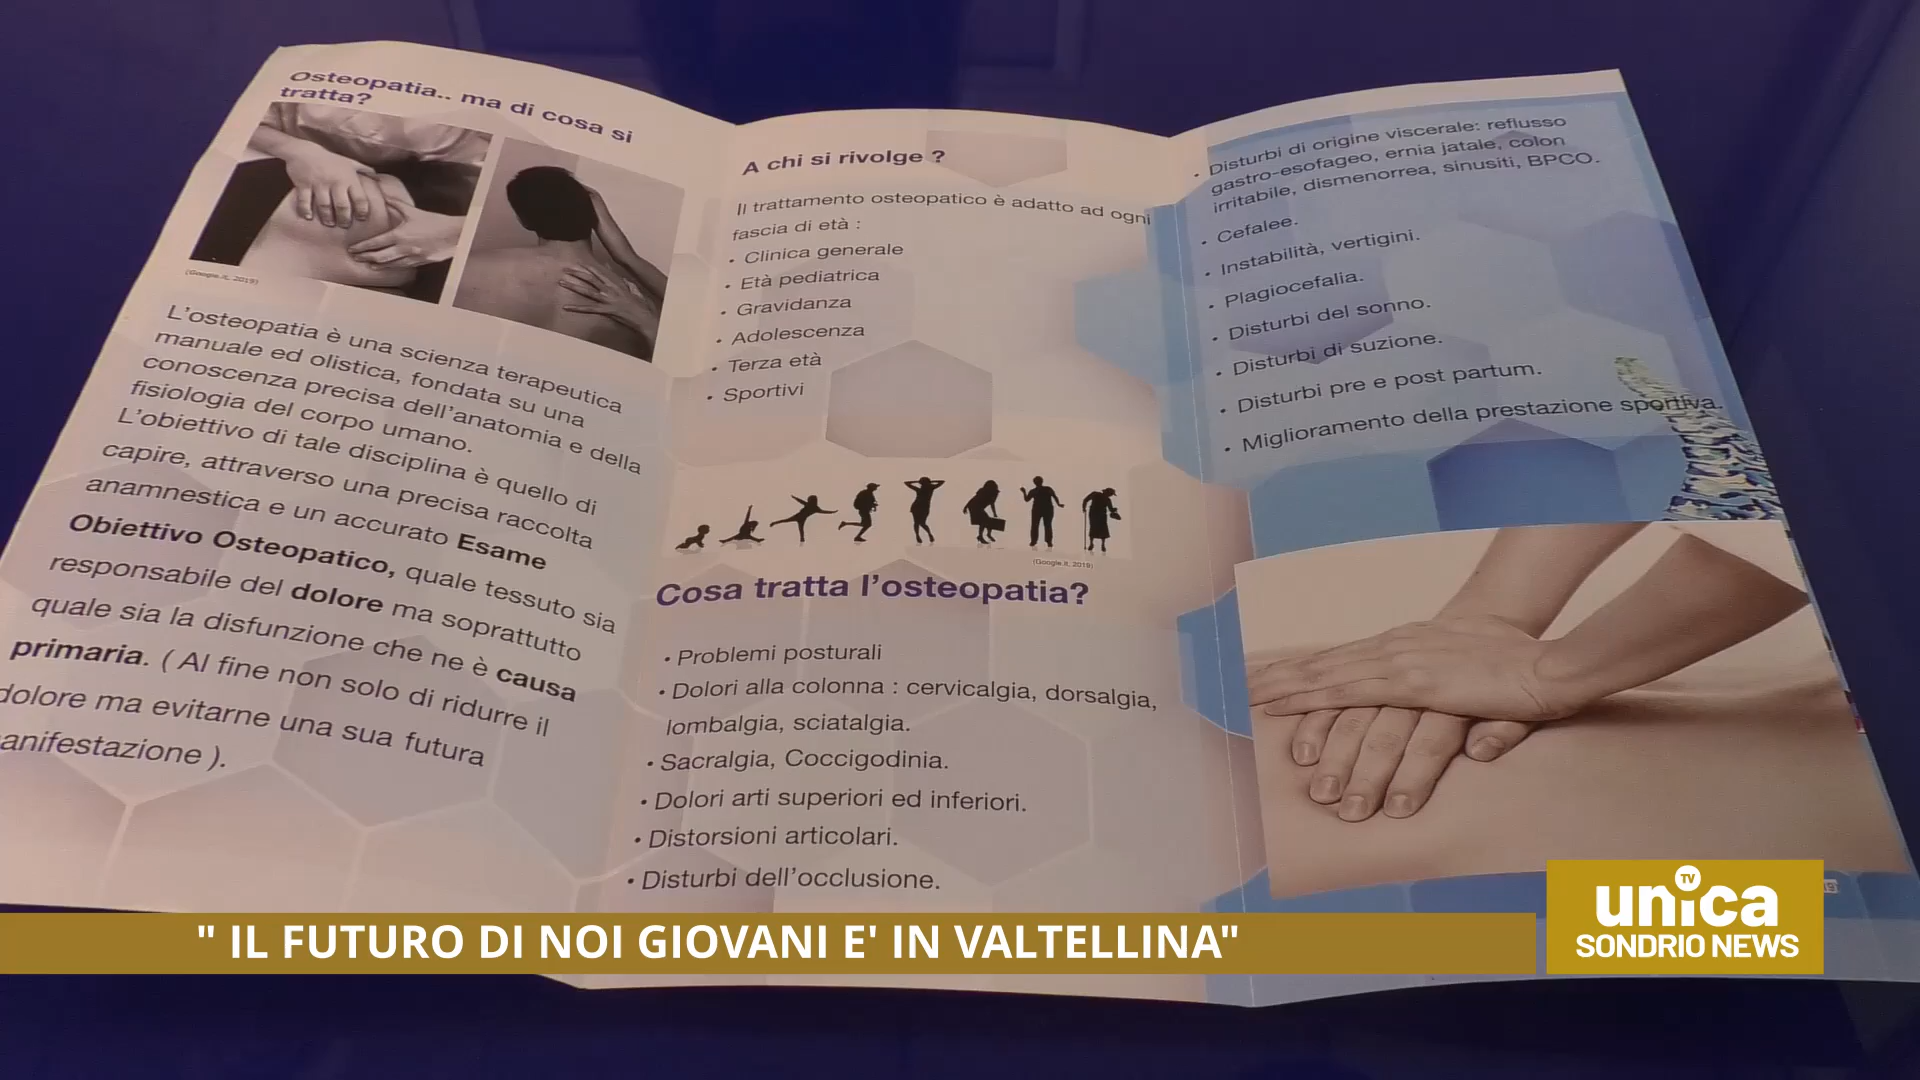 Osteopatia.. ma di cosa si
tratta?
(Google.it, 2019)
L'osteopatia è una scienza terapeutica
manuale ed olistica, fondata su una
conoscenza precisa dell'anatomia e della
fisiologia del corpo umano.
L'obiettivo di tale disciplina è quello di
capire, attraverso una precisa raccolta
anamnestica e un accurato Esame
Obiettivo Osteopatico, quale tessuto sia
responsabile del dolore ma soprattutto
quale sia la disfunzione che ne è causa
primaria. ( Al fine non solo di ridurre il
dolore ma evitarne una sua futura
anifestazione ).
A chi si rivolge ?
Il trattamento osteopatico è adatto ad ogni
fascia di età :
• Clinica generale
• Età pediatrica
• Gravidanza
• Adolescenza
• Terza età
• Sportivi
(Google.it, 2019)
Cosa tratta l'osteopatia?
• Problemi posturali
• Dolori alla colonna : cervicalgia, dorsalgia,
lombalgia, sciatalgia.
• Sacralgia, Coccigodinia.
• Dolori arti superiori ed inferiori.
• Distorsioni articolari.
• Disturbi dell'occlusione.
• Disturbi di origine viscerale: reflusso
gastro-esofageo, ernia jatale, colon
irritabile, dismenorrea, sinusiti, BPCO.
• Cefalee.
• Instabilità, vertigini.
• Plagiocefalia.
• Disturbi del sonno.
• Disturbi di suzione.
• Disturbi pre e post partum.
• Miglioramento della prestazione sportiva.
" IL FUTURO DI NOI GIOVANI E' IN VALTELLINA"
TV
unica
SONDRIO NEWS